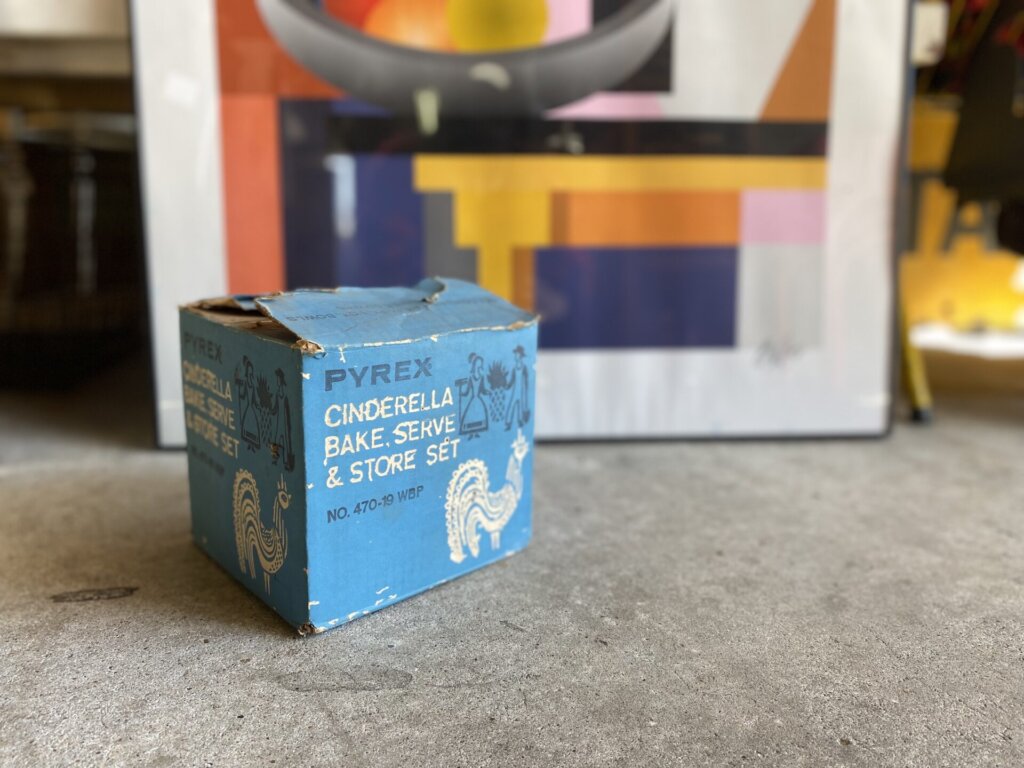 PYREX
CINDERELLA
BAKE, SERVE
& STORE SET
PYREX
CINDERELLA
BAKE, SERVE
& STORE SET
NO. 470-19 WBP